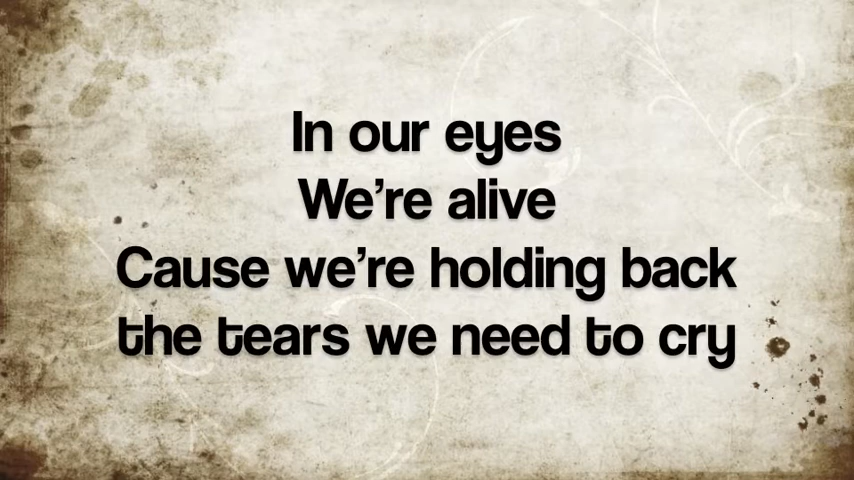 In our eyes
We're alive
Cause we're holding back
the tears we need to cry